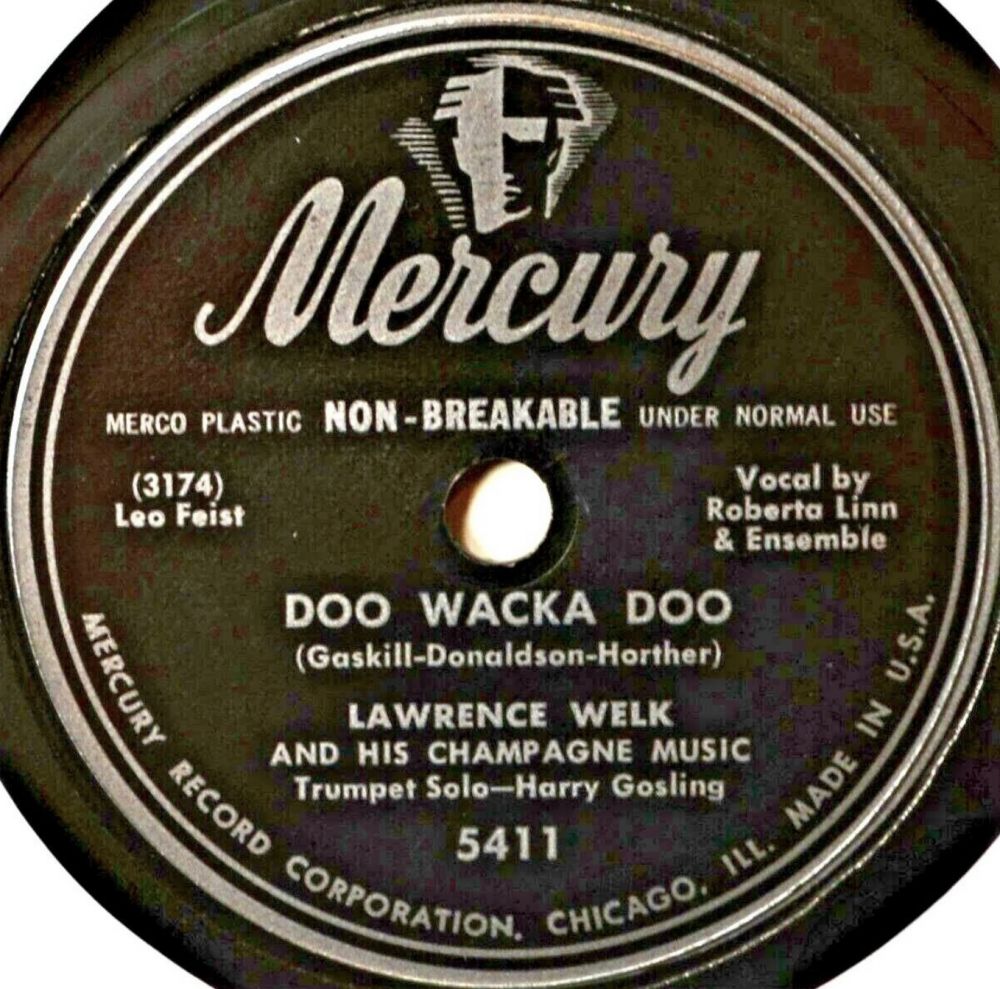 Mercury
MERCO PLASTIC NON-BREAKABLE UNDER NORMAL USE
(3174)
Leo Feist
Vocal by
Roberta Linn
& Ensemble
DOO WACKA DOO
(Gaskill-Donaldson-Horther)
LAWRENCE WELK
AND HIS CHAMPAGNE MUSIC
Trumpet Solo—Harry Gosling
5411
MERCURY RECORD CORPORATION. CHICAGO, ILL. MADE IN U.S.A.